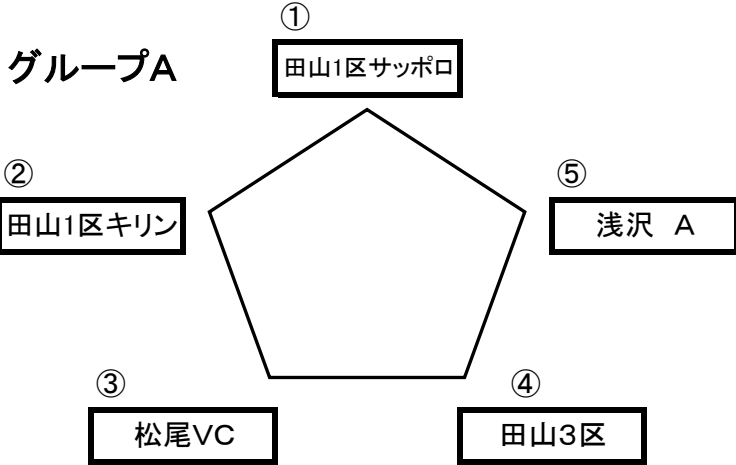 ①
グループA
田山1区サッポロ
②
田山1区キリン
⑤
浅沢　A
③
松尾VC
④
田山3区